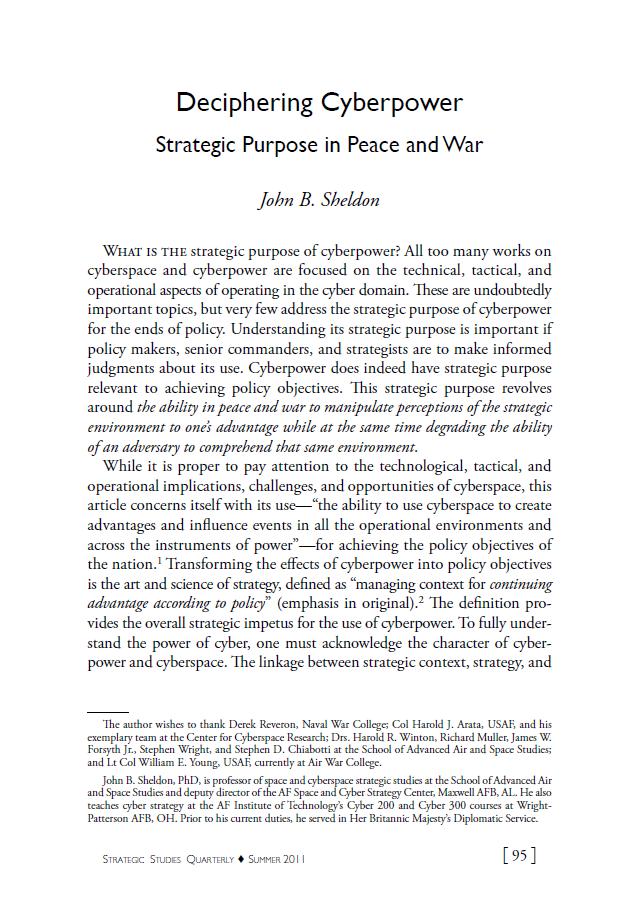 Deciphering Cyberpower
Strategic Purpose in Peace and War
John B. Sheldon
What is the strategic purpose of cyberpower? All too many works on
cyberspace and cyberpower are focused on the technical, tactical, and
operational aspects of operating in the cyber domain. These are undoubtedly
important topics, but very few address the strategic purpose of cyberpower
for the ends of policy. Understanding its strategic purpose is important if
policy makers, senior commanders, and strategists are to make informed
judgments about its use. Cyberpower does indeed have strategic purpose
relevant to achieving policy objectives. This strategic purpose revolves
around the ability in peace and war to manipulate perceptions of the strategic
environment to one's advantage while at the same time degrading the ability
of an adversary to comprehend that same environment.
While it is proper to pay attention to the technological, tactical, and
operational implications, challenges, and opportunities of cyberspace, this
article concerns itself with its use—“the ability to use cyberspace to create
advantages and influence events in all the operational environments and
across the instruments of power”—for achieving the policy objectives of
the nation.¹ Transforming the effects of cyberpower into policy objectives
is the art and science of strategy, defined as “managing context for continuing
advantage according to policy” (emphasis in original).² The definition pro-
vides the overall strategic impetus for the use of cyberpower. To fully under-
stand the power of cyber, one must acknowledge the character of cyber-
power and cyberspace. The linkage between strategic context, strategy, and
The author wishes to thank Derek Reveron, Naval War College; Col Harold J. Arata, USAF, and his
exemplary team at the Center for Cyberspace Research; Drs. Harold R. Winton, Richard Muller, James W.
Forsyth Jr., Stephen Wright, and Stephen D. Chiabotti at the School of Advanced Air and Space Studies;
and Lt Col William E. Young, USAF, currently at Air War College.
John B. Sheldon, PhD, is professor of space and cyberspace strategic studies at the School of Advanced Air
and Space Studies and deputy director of the AF Space and Cyber Strategy Center, Maxwell AFB, AL. He also
teaches cyber strategy at the AF Institute of Technology's Cyber 200 and Cyber 300 courses at Wright-
Patterson AFB, OH. Prior to his current duties, he served in Her Britannic Majesty's Diplomatic Service.
Strategic Studies Quarterly ♦ Summer 2011 [ 95 ]